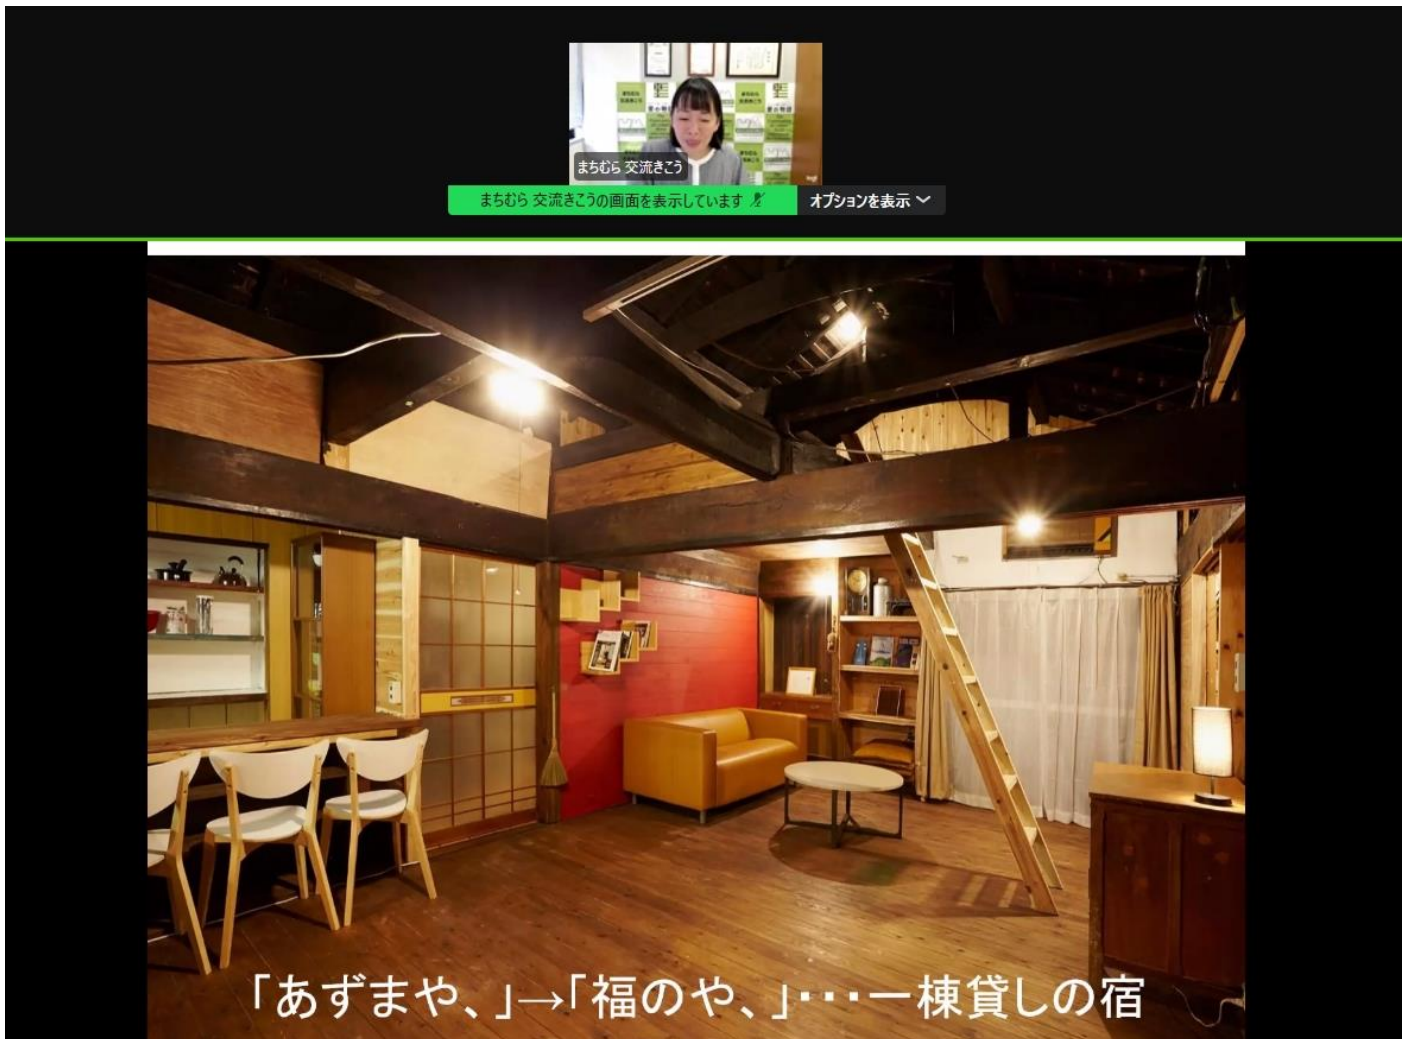 まちむら 交流きこう
まちむら 交流きこうの画面を表示しています
オプションを表示
「あずまや、」→「福のや、」・・・一棟貸しの宿